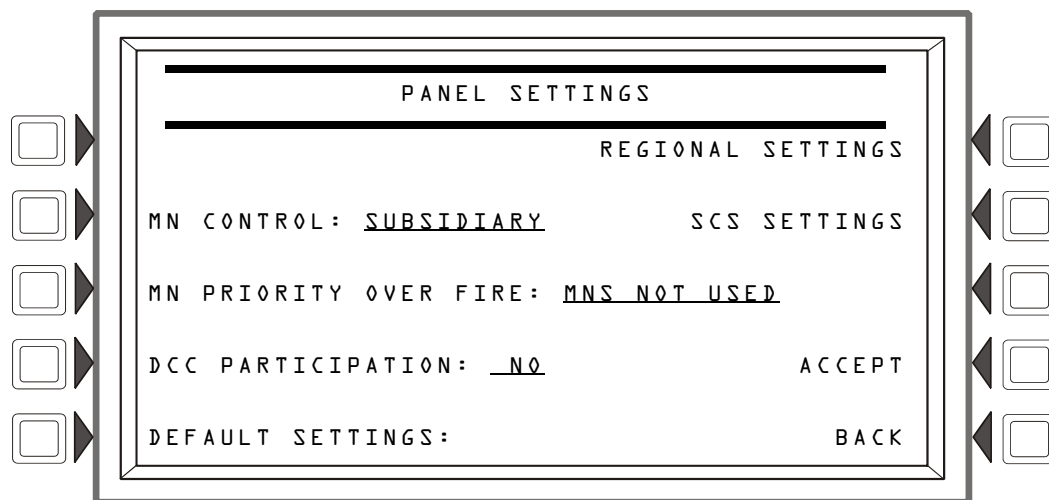 PANEL SETTINGS
REGIONAL SETTINGS
MN CONTROL: SUBSIDIARY SCS SETTINGS
MN PRIORITY OVER FIRE: MNS NOT USED
DCC PARTICIPATION: NO ACCEPT
DEFAULT SETTINGS: BACK